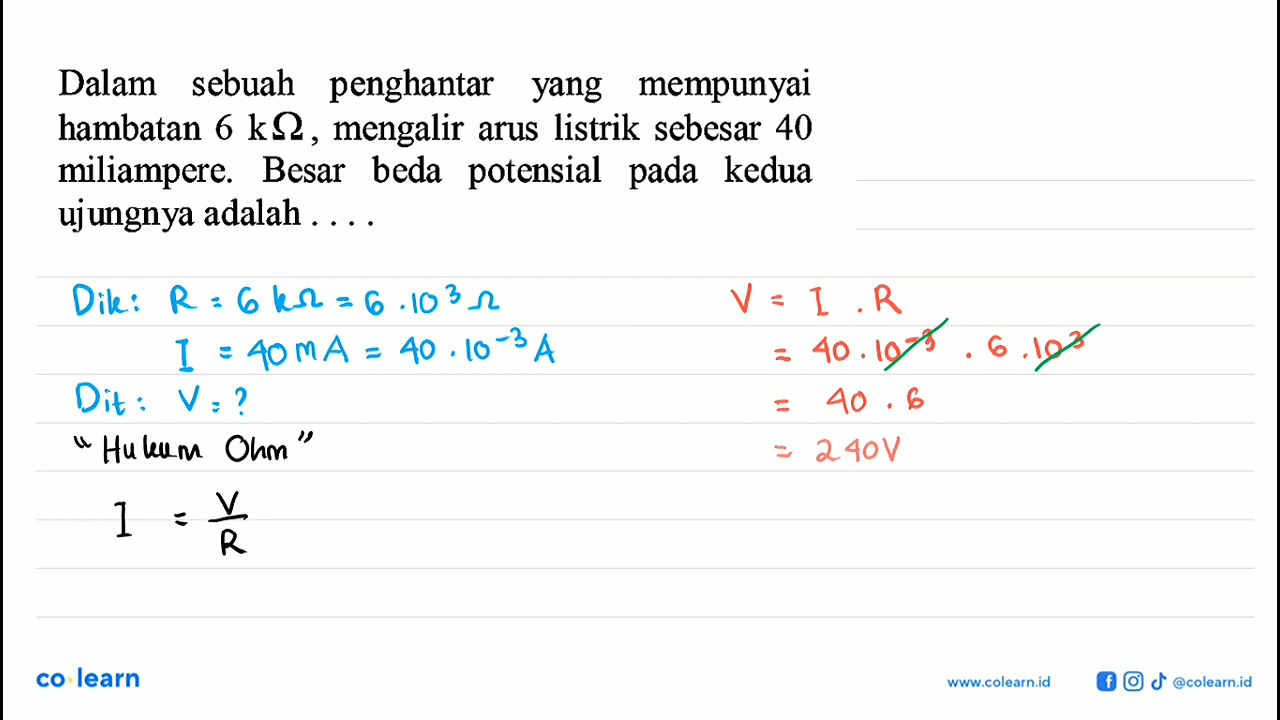 Dalam sebuah penghantar yang mempunyai
hambatan 6 kΩ, mengalir arus listrik sebesar 40
miliampere. Besar beda potensial pada kedua
ujungnya adalah . . . .
Dik: R = 6 kΩ = 6 . 10³ Ω
I = 40 mA = 40 . 10⁻³ A
Dit: V = ?
"Hukum Ohm"
I = V/R
V = I . R
= 40 . 10⁻³ . 6 . 10³
= 40 . 6
= 240V
co learn
www.colearn.id
@colearn.id